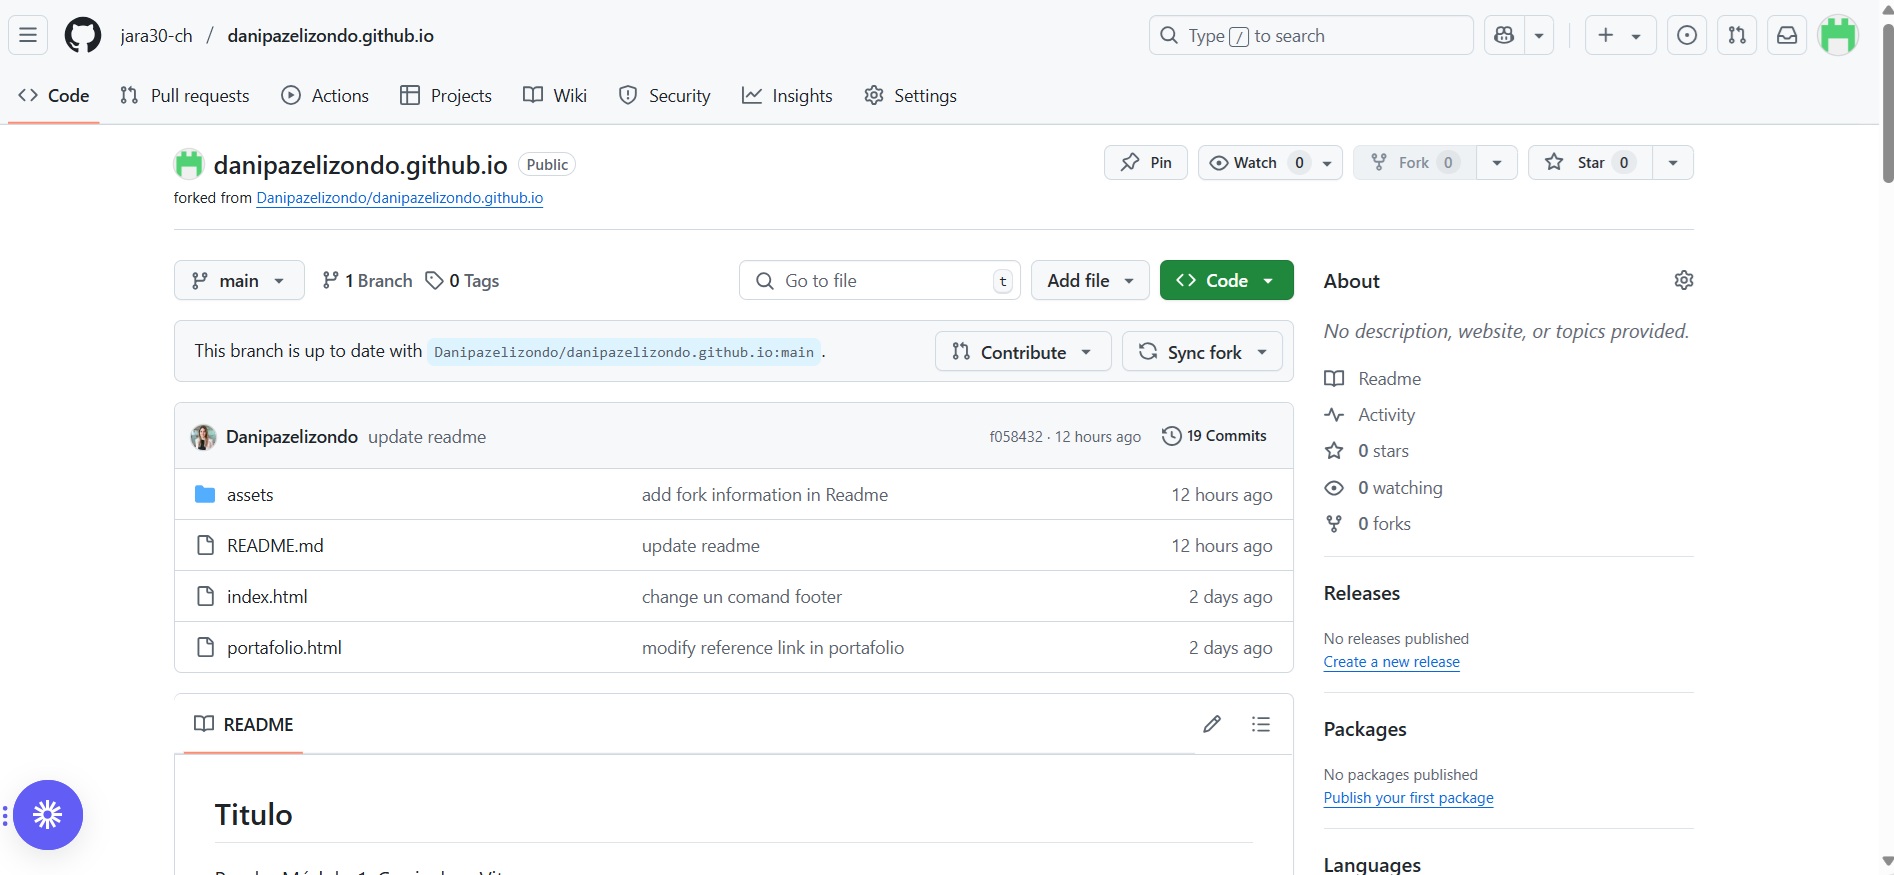 jara30-ch / danipazelizondo.github.io
Type / to search
Code Pull requests Actions Projects Wiki Security Insights Settings
danipazelizondo.github.io Public
Pin Watch 0 Fork 0 Star 0
forked from Danipazelizondo/danipazelizondo.github.io
main 1 Branch 0 Tags Go to file t Add file Code
About
No description, website, or topics provided.
This branch is up to date with Danipazelizondo/danipazelizondo.github.io:main . Contribute Sync fork
Readme
Activity
0 stars
0 watching
0 forks
Danipazelizondo update readme f058432 · 12 hours ago 19 Commits
assets add fork information in Readme 12 hours ago
README.md update readme 12 hours ago
index.html change un comand footer 2 days ago
portafolio.html modify reference link in portafolio 2 days ago
Releases
No releases published
Create a new release
README
Packages
No packages published
Publish your first package
Titulo
Languages